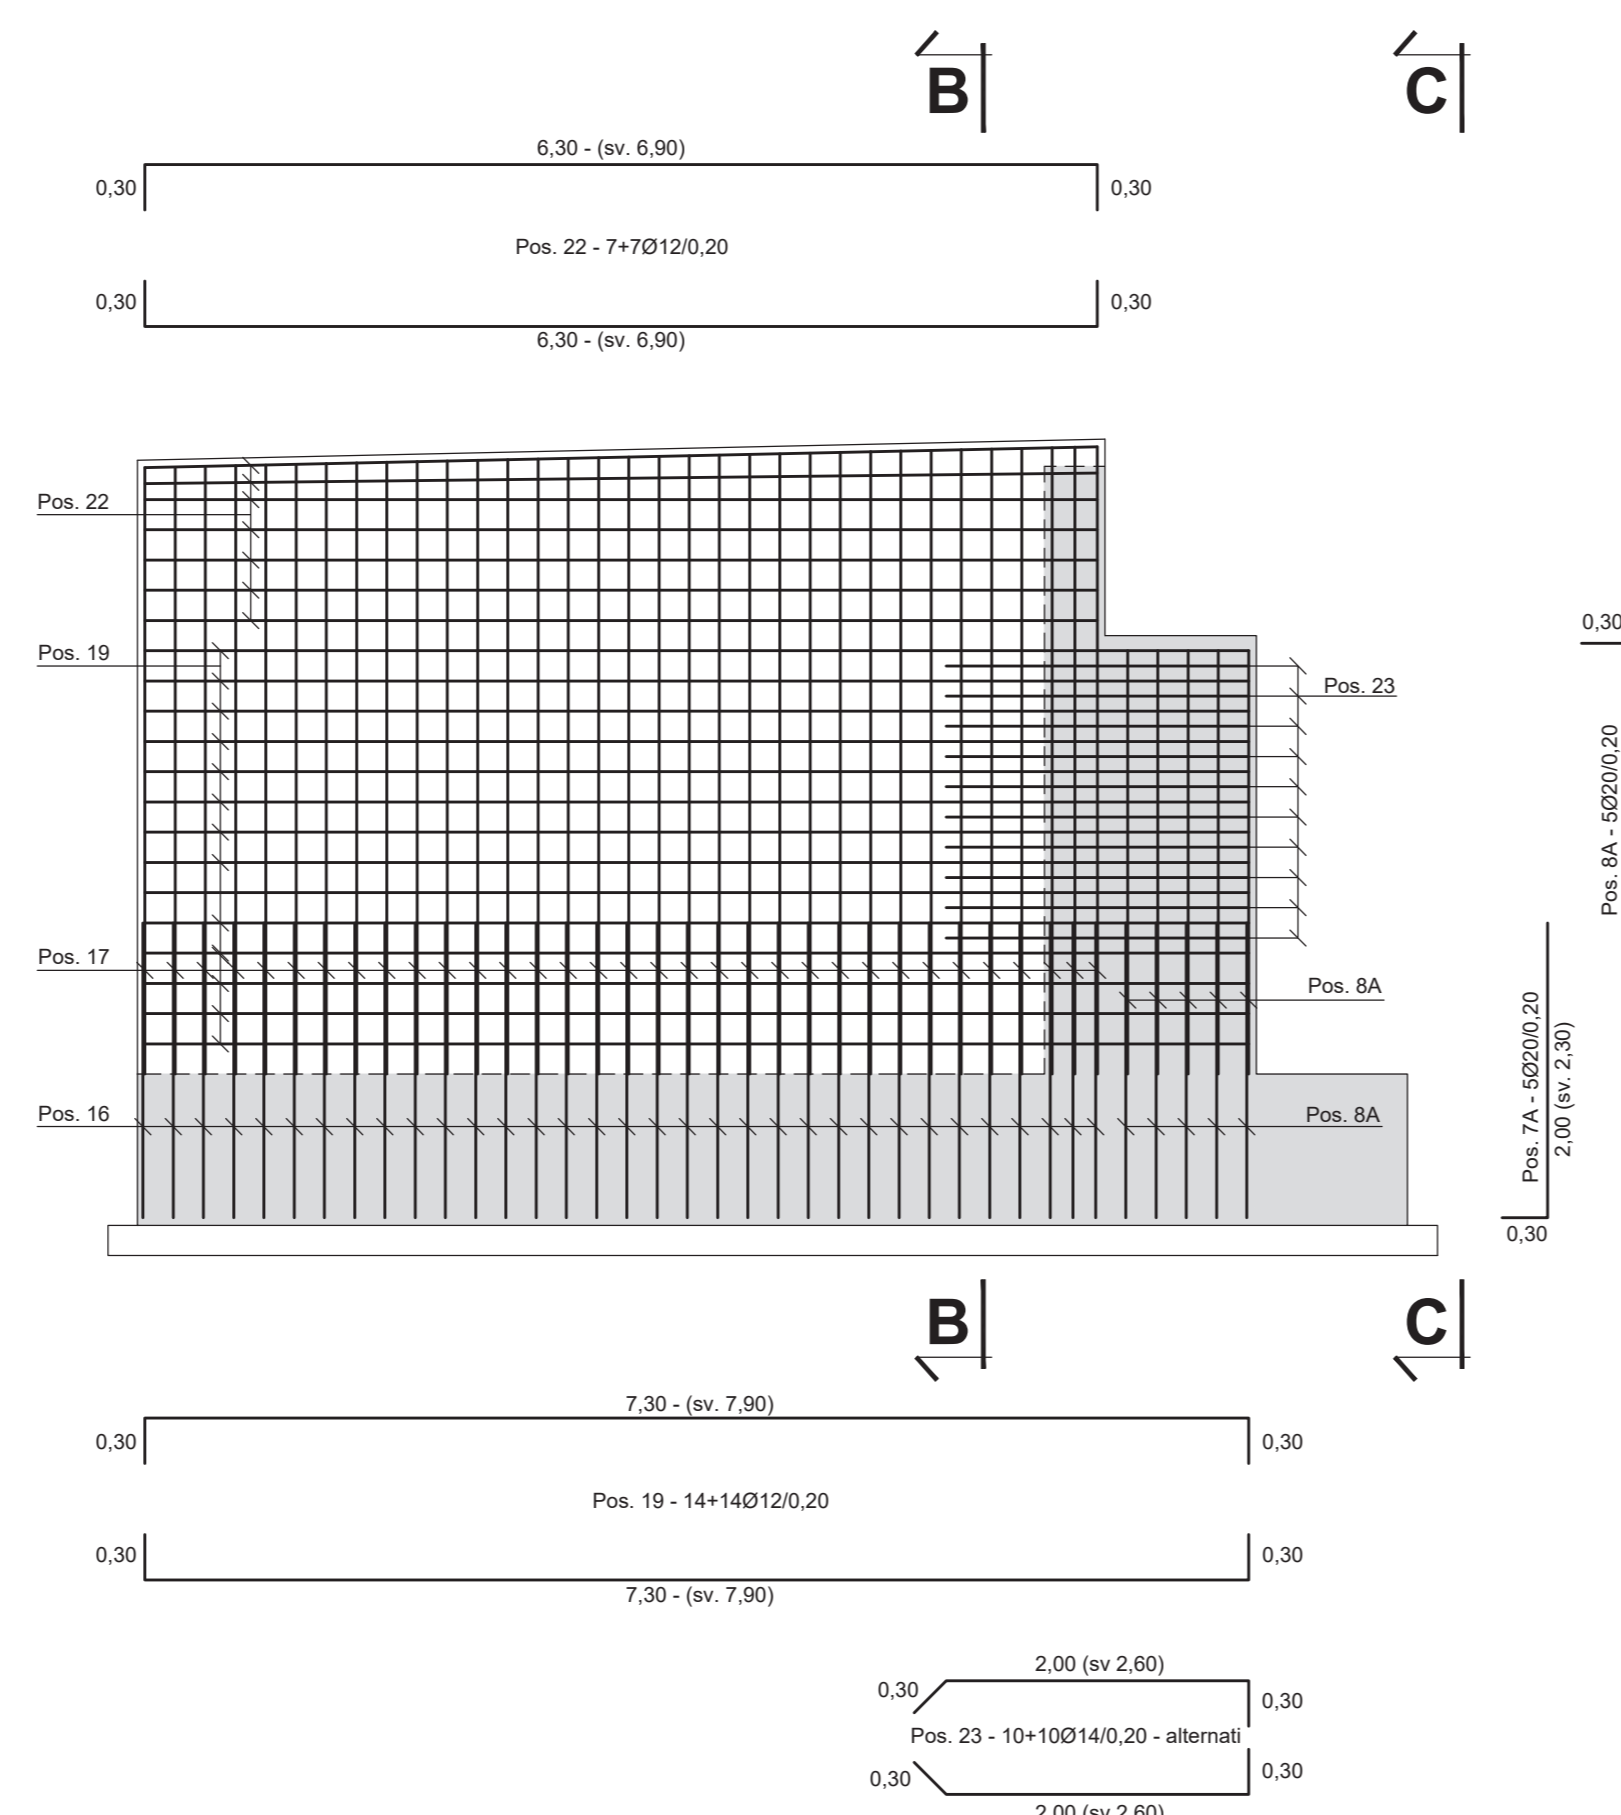 B
C
6,30 - (sv. 6,90)
0,30
0,30
Pos. 22 - 7+7Ø12/0,20
0,30
0,30
6,30 - (sv. 6,90)
Pos. 22
Pos. 19
Pos. 17
Pos. 16
Pos. 23
Pos. 8A
Pos. 8A
0,30
Pos. 8A - 5Ø20/0,20
Pos. 7A - 5Ø20/0,20
2,00 (sv. 2,30)
0,30
B
C
7,30 - (sv. 7,90)
0,30
0,30
Pos. 19 - 14+14Ø12/0,20
0,30
0,30
7,30 - (sv. 7,90)
2,00 (sv 2,60)
0,30
0,30
Pos. 23 - 10+10Ø14/0,20 - alternati
0,30
0,30
2,00 (sv 2,60)